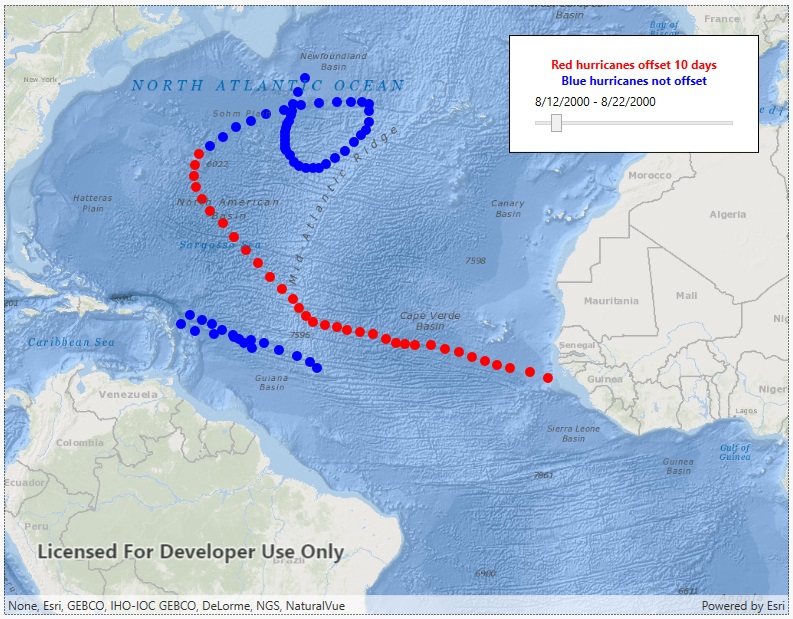 Basin
France
Bay of
Biscay
Newfoundland
Basin
New York
NORTH ATLANTIC OCEAN
Red hurricanes offset 10 days
Blue hurricanes not offset
8/12/2000 - 8/22/2000
Sohm Plain
6022
Mid Atlantic Ridge
Morocco
Hatteras
Plain
North American
Basin
Canary
Basin
Algeria
Sargasso Sea
7598
Mauritania
Mali
Cape Verde
Basin
7596
Caribbean Sea
Senegal
Guiana
Basin
Guinea
Niger
Venezuela
Lagos
Sierra Leone
Basin
Colombia
Gulf of
Guinea
Guinea
Basin
7861
Ecuador
Peru
Licensed For Developer Use Only
Brazil
6900
6811
None, Esri, GEBCO, IHO-IOC GEBCO, DeLorme, NGS, NaturalVue
Powered by Esri